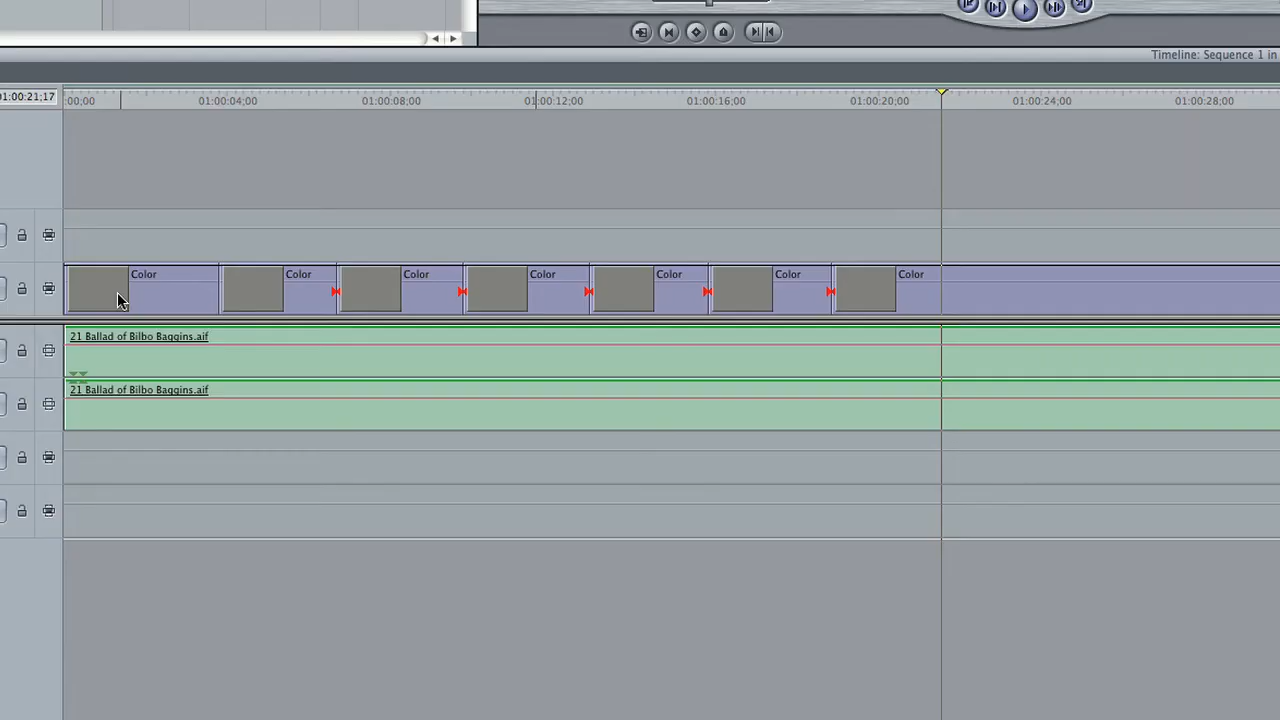 Timeline: Sequence 1 in
01:00:21;17
:00;00 01:00:04;00 01:00:08;00 01:00:12;00 01:00:16;00 01:00:20;00 01:00:24;00 01:00:28;00
Color Color Color Color Color Color Color
21 Ballad of Bilbo Baggins.aif
21 Ballad of Bilbo Baggins.aif